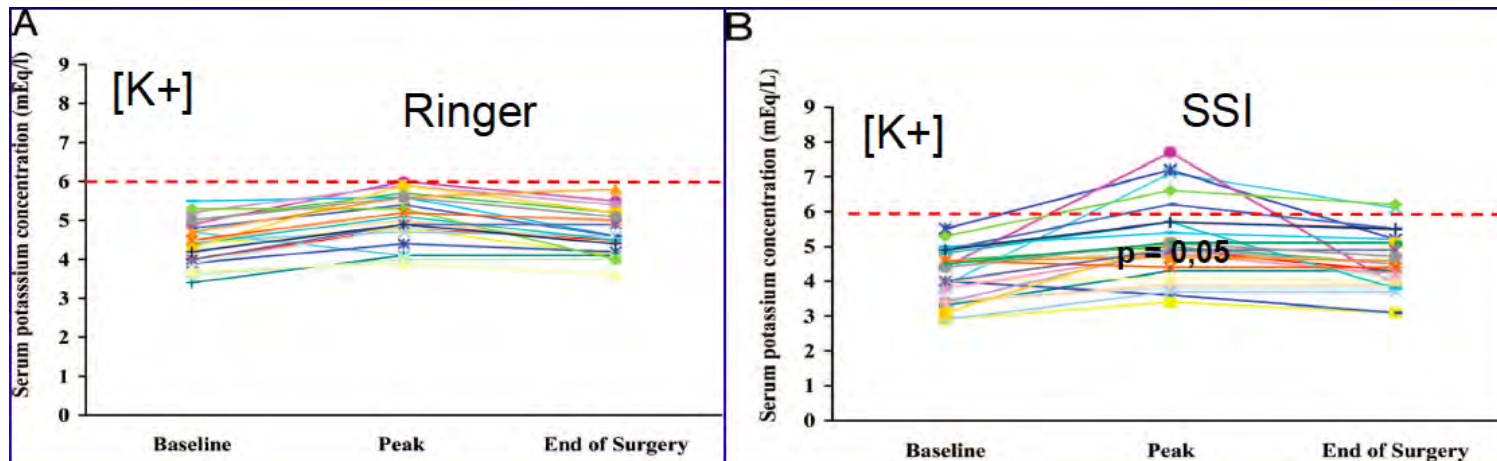 A
Serum potasssium concentration (mEq/l)
[K+]
Ringer
9
8
7
6
5
4
3
2
1
0
Baseline
Peak
End of Surgery
B
Serum potassium concentration (mEq/L)
[K+]
SSI
9
8
7
6
5
4
3
2
1
0
p = 0,05
Baseline
Peak
End of Surgery